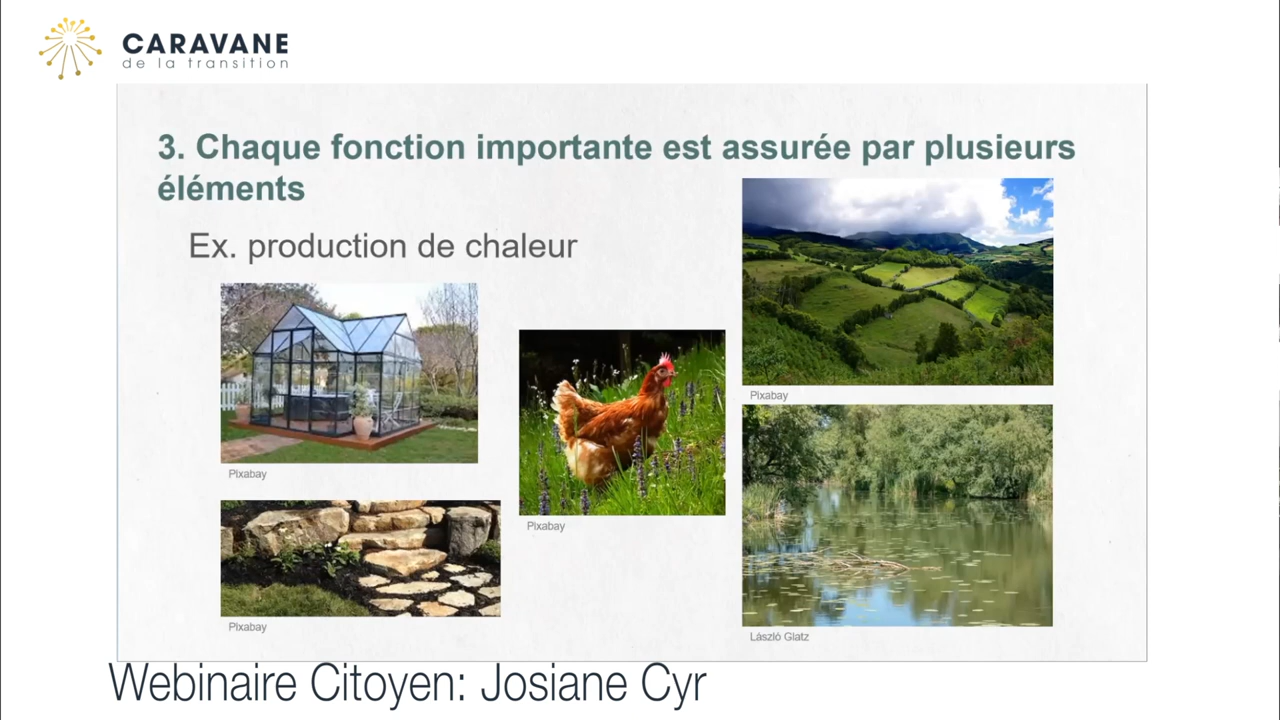 CARAVANE
de la transition
3. Chaque fonction importante est assurée par plusieurs
éléments
Ex. production de chaleur
Pixabay
Pixabay
Pixabay
Pixabay
László Glatz
Webinaire Citoyen: Josiane Cyr